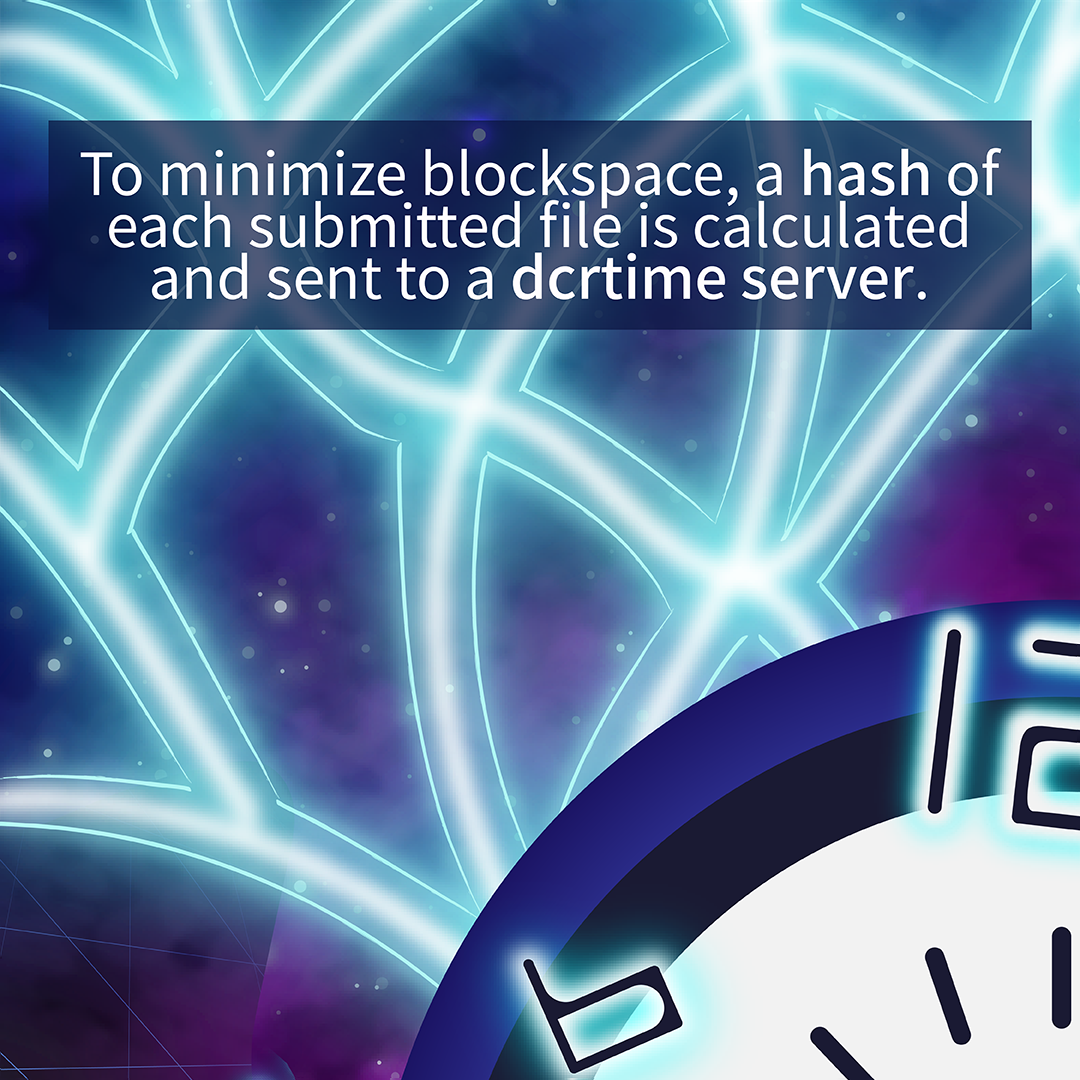 To minimize blockspace, a hash of
each submitted file is calculated
and sent to a dcrtime server.